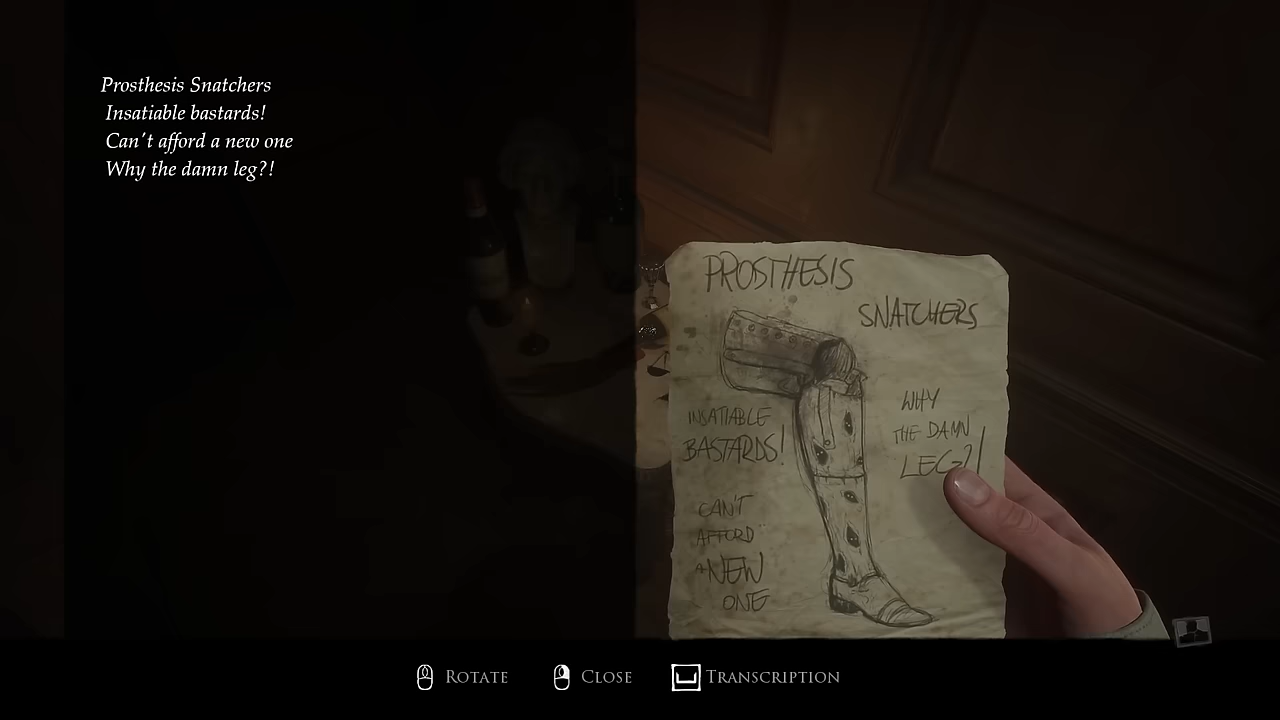 Prosthesis Snatchers
Insatiable bastards!
Can't afford a new one
Why the damn leg?!
PROSTHESIS
SNATCHERS
INSATIABLE
BASTARDS!
CAN'T
AFFORD
A NEW
ONE
WHY
THE DAMN
LEG?!
ROTATE
CLOSE
TRANSCRIPTION